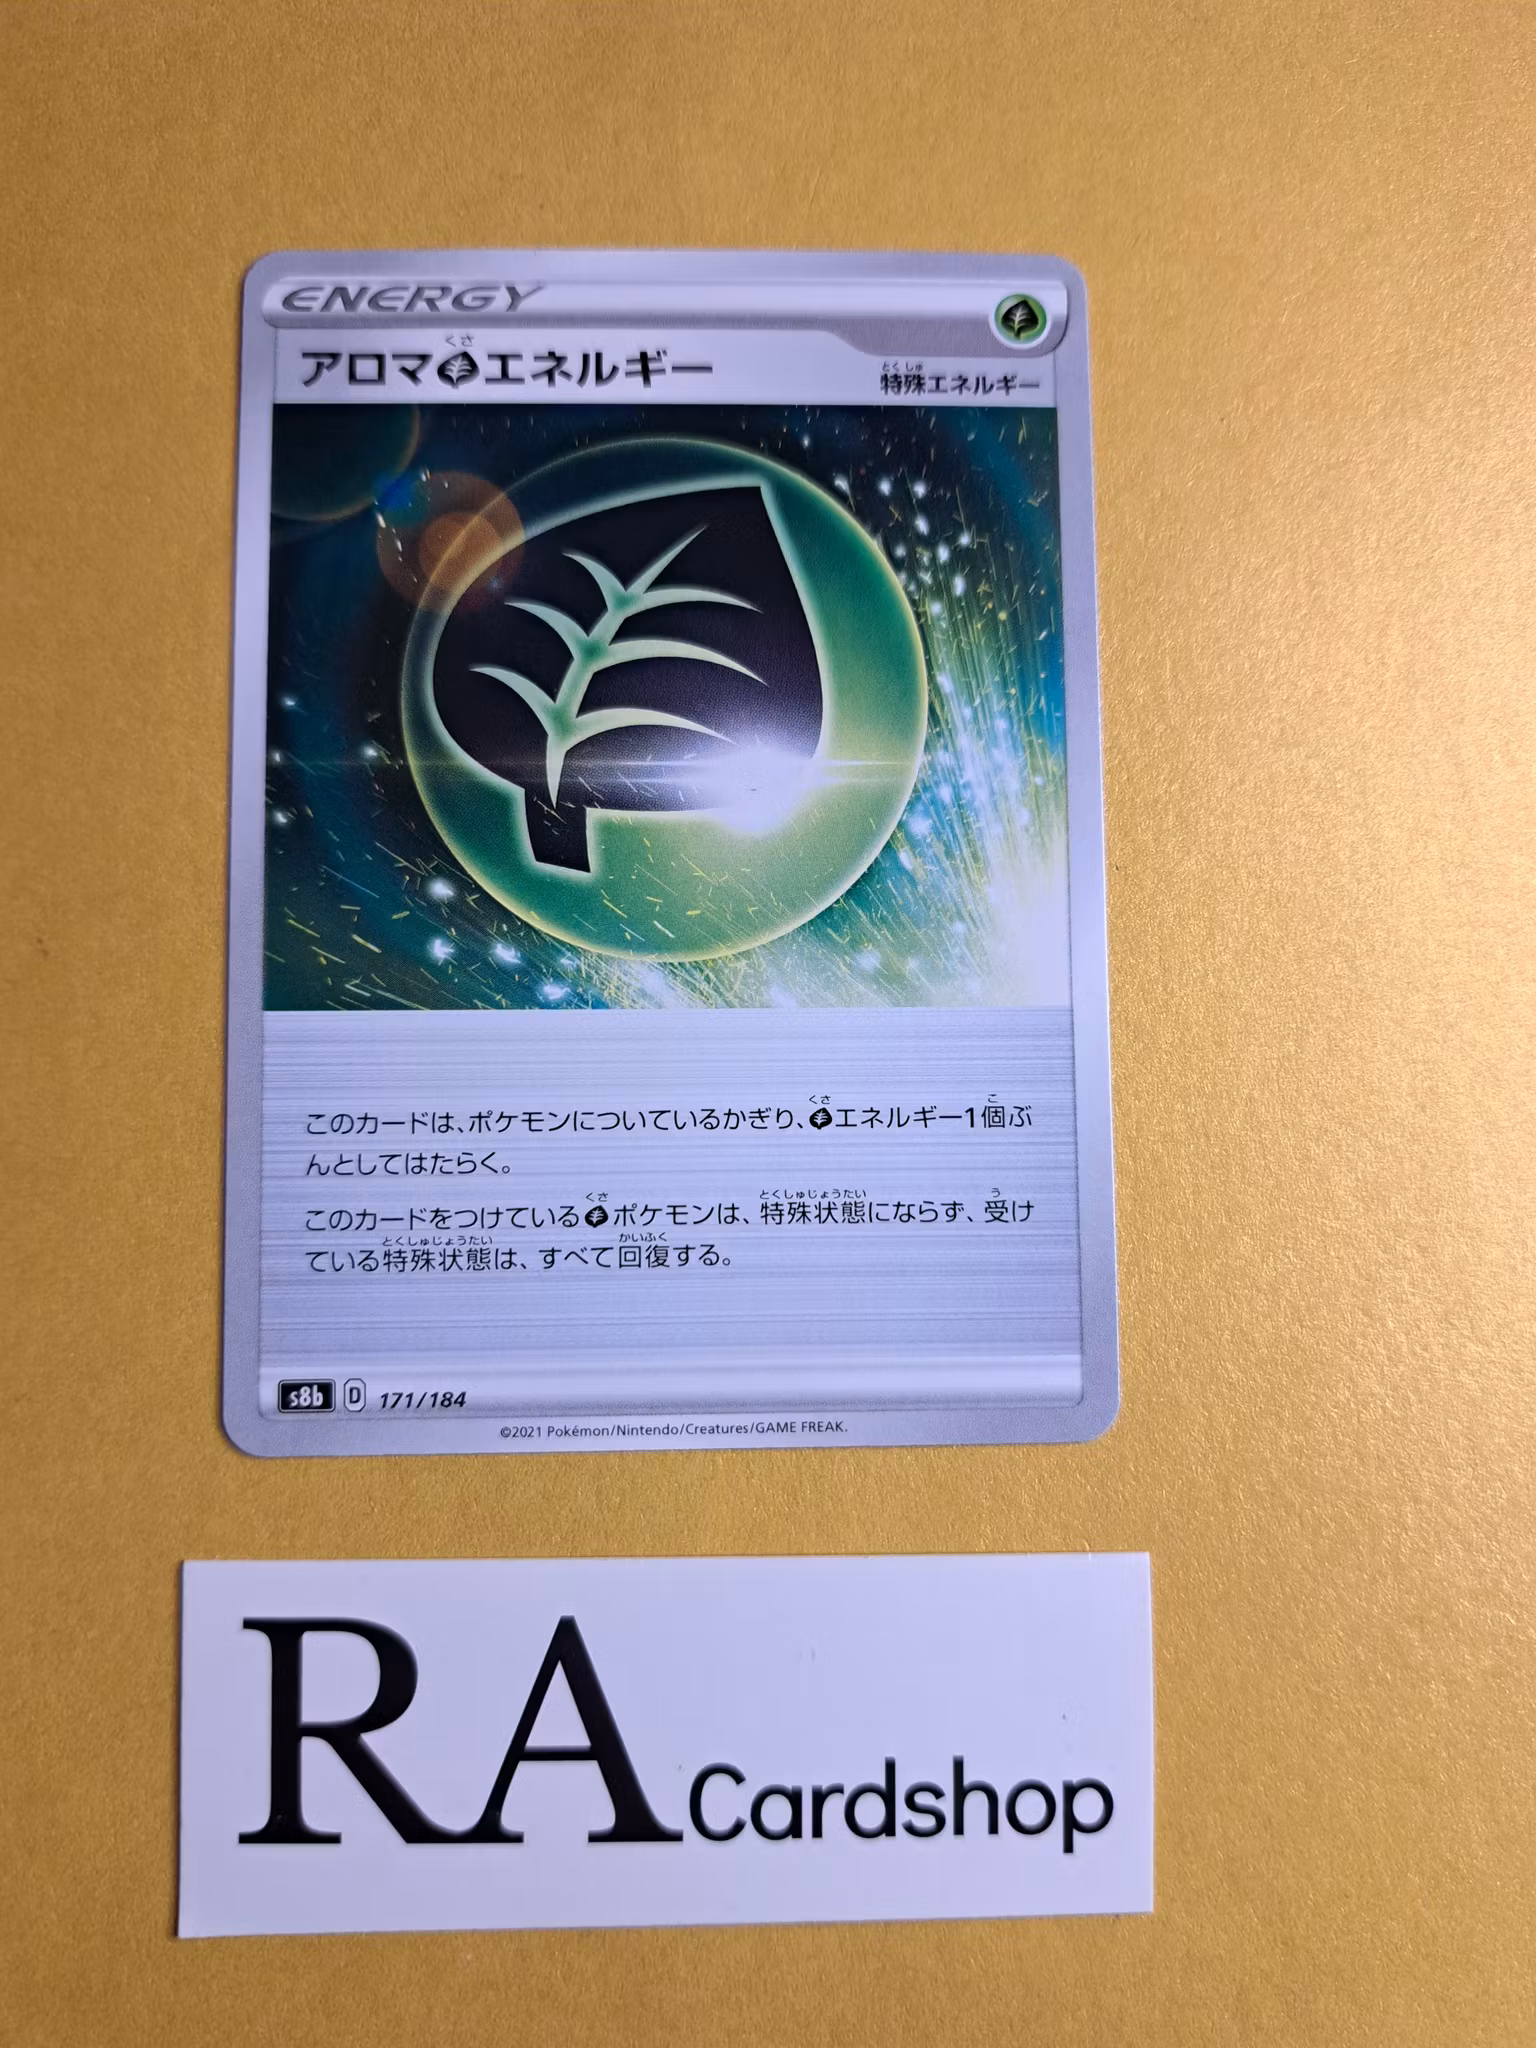 ENERGY
アロマエネルギー
特殊エネルギー
このカードは、ポケモンについているかぎり、エネルギー1個ぶ
んとしてはたらく。
このカードをつけているポケモンは、特殊状態にならず、受け
ている特殊状態は、すべて回復する。
s8b D 171/184
©2021 Pokémon/Nintendo/Creatures/GAME FREAK.
RA Cardshop